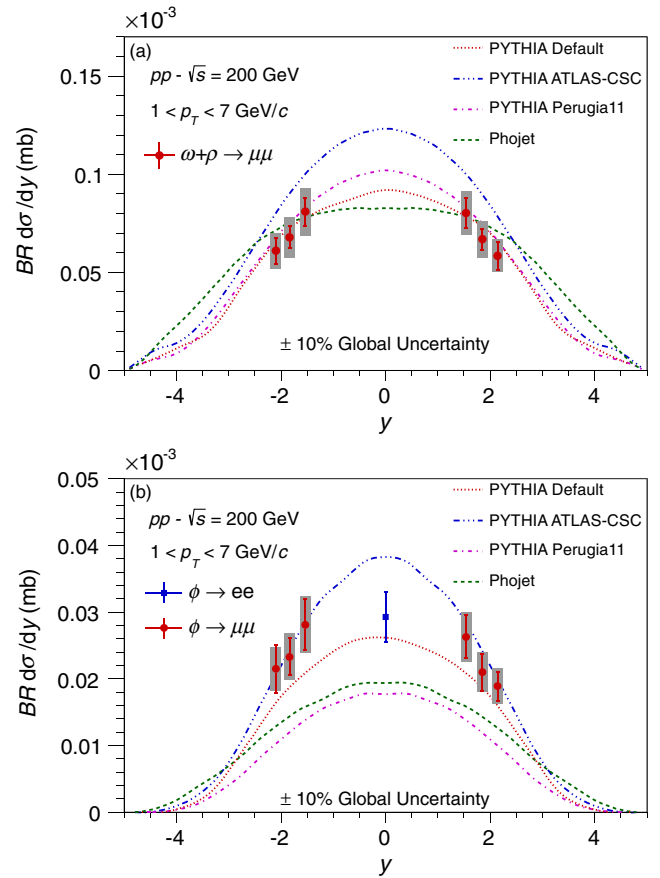 ×10⁻³
(a)
pp - √s = 200 GeV
1 < p_T < 7 GeV/c
ω+ρ → μμ
PYTHIA Default
PYTHIA ATLAS-CSC
PYTHIA Perugia11
Phojet
BR dσ/dy (mb)
0.15
0.1
0.05
0
± 10% Global Uncertainty
-4 -2 0 2 4
y
×10⁻³
(b)
pp - √s = 200 GeV
1 < p_T < 7 GeV/c
ϕ → ee
ϕ → μμ
PYTHIA Default
PYTHIA ATLAS-CSC
PYTHIA Perugia11
Phojet
BR dσ/dy (mb)
0.05
0.04
0.03
0.02
0.01
0
± 10% Global Uncertainty
-4 -2 0 2 4
y